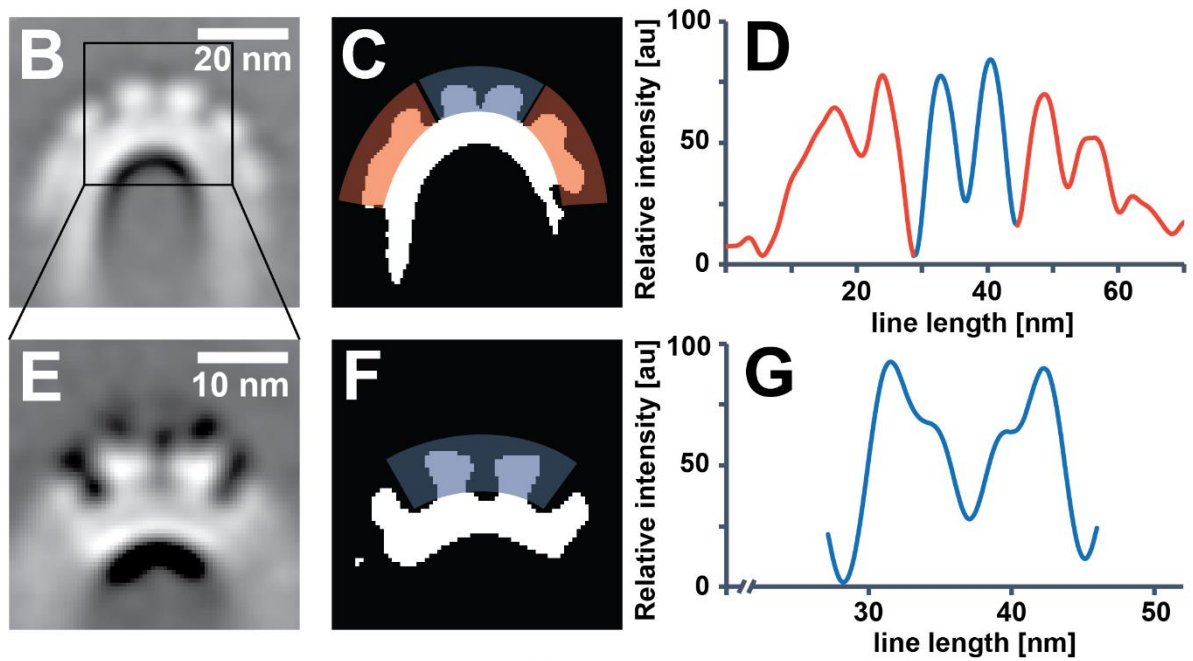 B
20 nm
C
D
Relative intensity [au]
100
50
0
20
40
60
line length [nm]
E
10 nm
F
G
Relative intensity [au]
100
50
0
30
40
50
line length [nm]